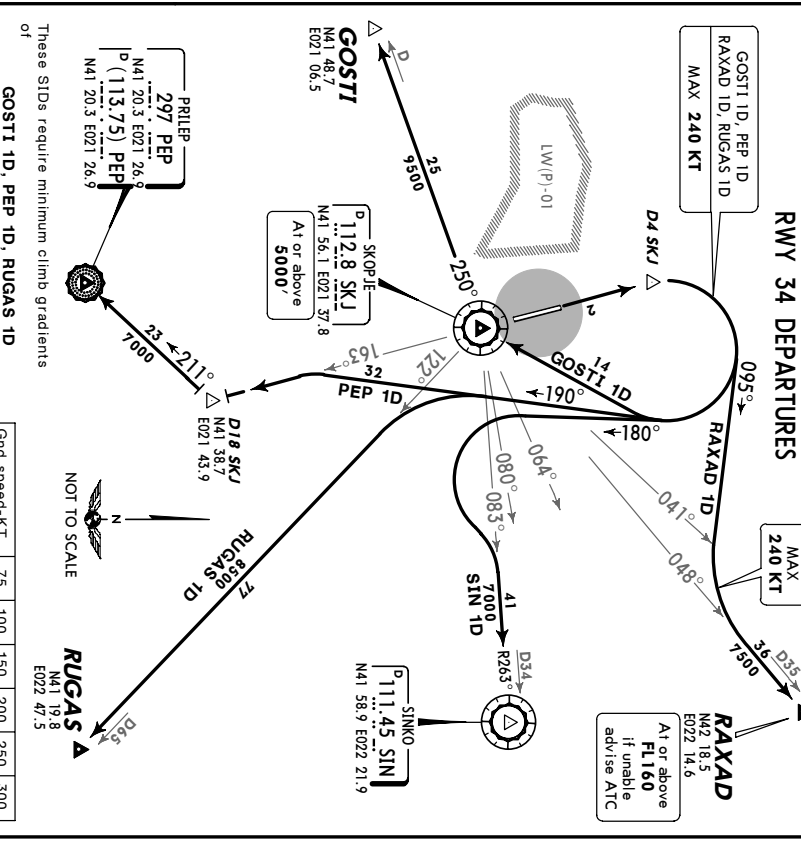 RWY 34 DEPARTURES
GOSTI 1D, PEP 1D
RAXAD 1D, RUGAS 1D
MAX 240 KT
D4 SKJ
LW(P)-01
GOSTI
N41 48.7
E021 06.5
D
25
9500
250°
2
095°
RAXAD 1D
MAX
240 KT
D35
36
7500
RAXAD
N42 18.5
E022 14.6
At or above
FL160
if unable
advise ATC
SKOPJE
D 112.8 SKJ
N41 56.1 E021 37.8
At or above
5000'
14
GOSTI 1D
190°
180°
041°
048°
064°
080°
083°
122°
163°
32
PEP 1D
41
7000
SIN 1D
R263°
D34
SINKO
D 111.45 SIN
N41 58.9 E022 21.9
PRILEP
297 PEP
N41 20.3 E021 26.9
D (113.75) PEP
N41 20.3 E021 26.9
211°
23
7000
D18 SKJ
N41 38.7
E021 43.9
77
8500
RUGAS 1D
D65
RUGAS
N41 19.8
E022 47.5
N
NOT TO SCALE
These SIDs require minimum climb gradients
of
GOSTI 1D, PEP 1D, RUGAS 1D
Gnd speed-KT 75 100 150 200 250 300